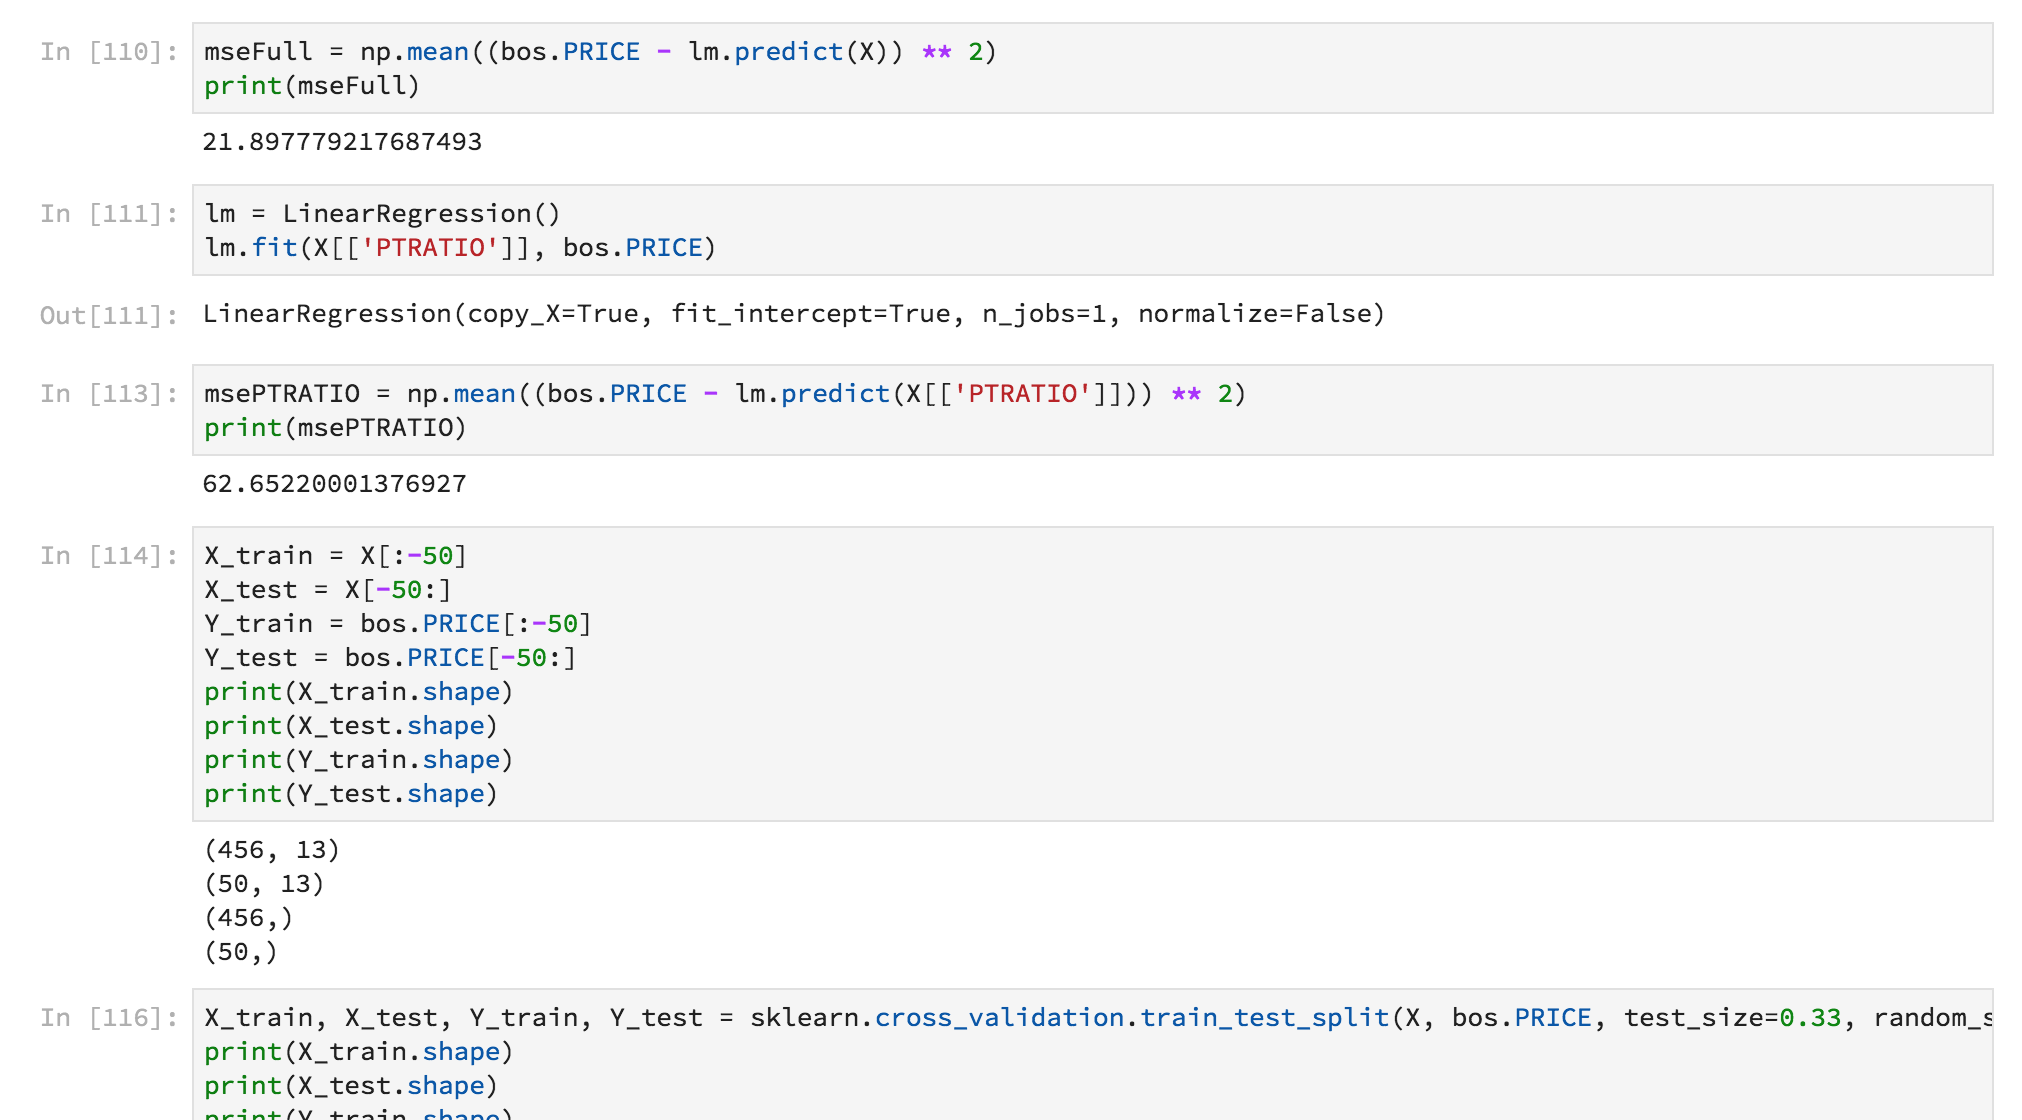 In [110]: mseFull = np.mean((bos.PRICE - lm.predict(X)) ** 2)
print(mseFull)
21.897779217687493
In [111]: lm = LinearRegression()
lm.fit(X[['PTRATIO']], bos.PRICE)
Out[111]: LinearRegression(copy_X=True, fit_intercept=True, n_jobs=1, normalize=False)
In [113]: msePTRATIO = np.mean((bos.PRICE - lm.predict(X[['PTRATIO']])) ** 2)
print(msePTRATIO)
62.65220001376927
In [114]: X_train = X[:-50]
X_test = X[-50:]
Y_train = bos.PRICE[:-50]
Y_test = bos.PRICE[-50:]
print(X_train.shape)
print(X_test.shape)
print(Y_train.shape)
print(Y_test.shape)
(456, 13)
(50, 13)
(456,)
(50,)
In [116]: X_train, X_test, Y_train, Y_test = sklearn.cross_validation.train_test_split(X, bos.PRICE, test_size=0.33, random_s
print(X_train.shape)
print(X_test.shape)
print(Y_train.shape)